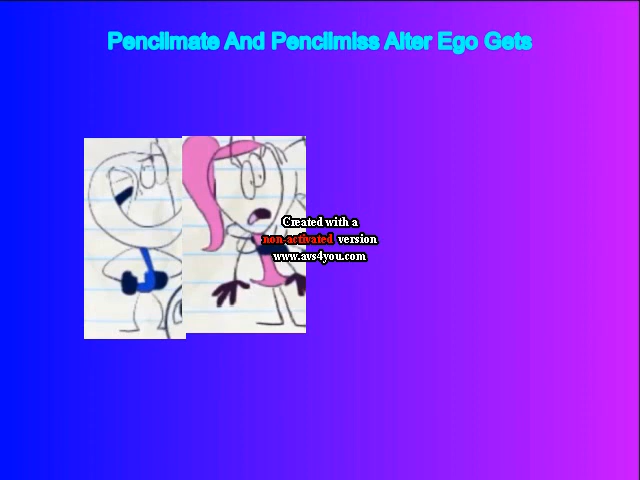 Pencilmate And Pencilmiss Alter Ego Gets
Created with a
non-activated version
www.avs4you.com